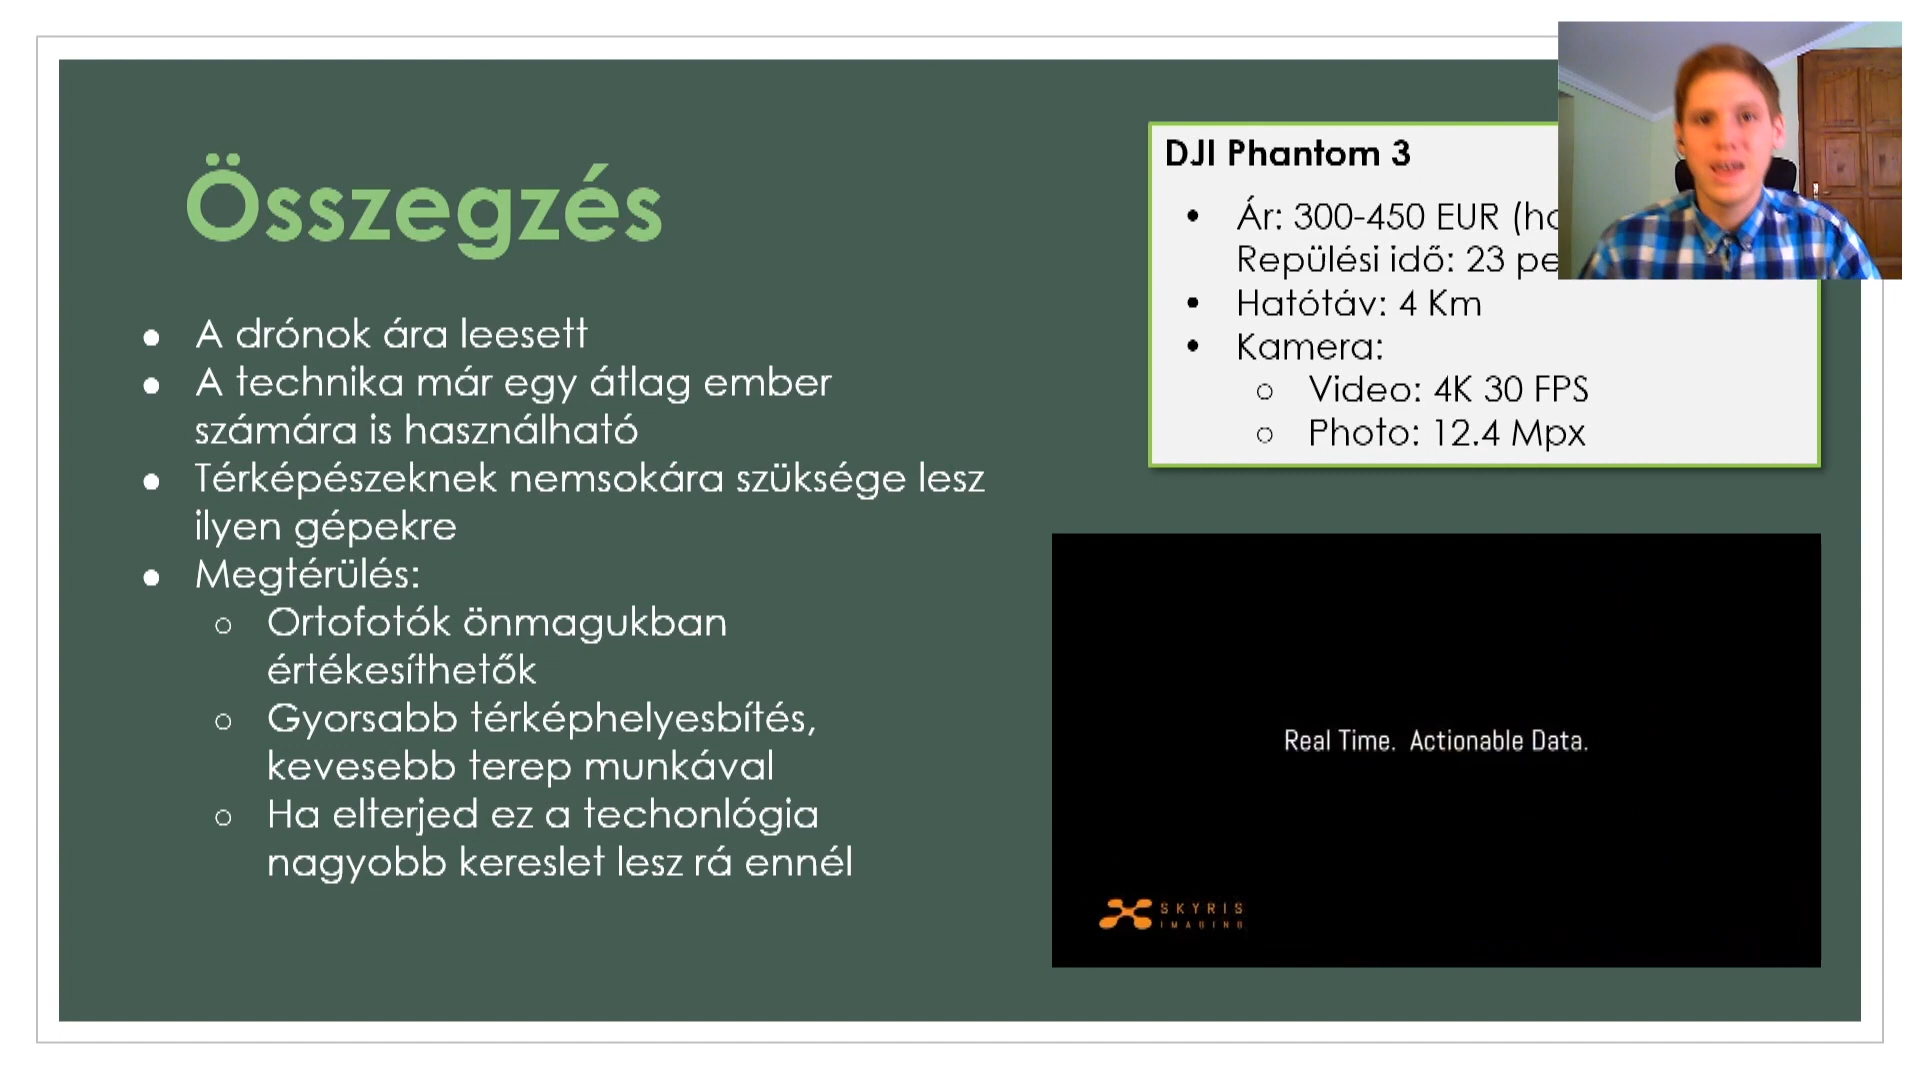 Összegzés
● A drónok ára leesett
● A technika már egy átlag ember
számára is használható
● Térképészeknek nemsokára szüksége lesz
ilyen gépekre
● Megtérülés:
○ Ortofotók önmagukban
értékesíthetők
○ Gyorsabb térképhelyesbítés,
kevesebb terep munkával
○ Ha elterjed ez a techonlógia
nagyobb kereslet lesz rá ennél
DJI Phantom 3
• Ár: 300-450 EUR
Repülési idő: 23
• Hatótáv: 4 Km
• Kamera:
○ Video: 4K 30 FPS
○ Photo: 12.4 Mpx
Real Time. Actionable Data.
SKYRIS
IMAGING